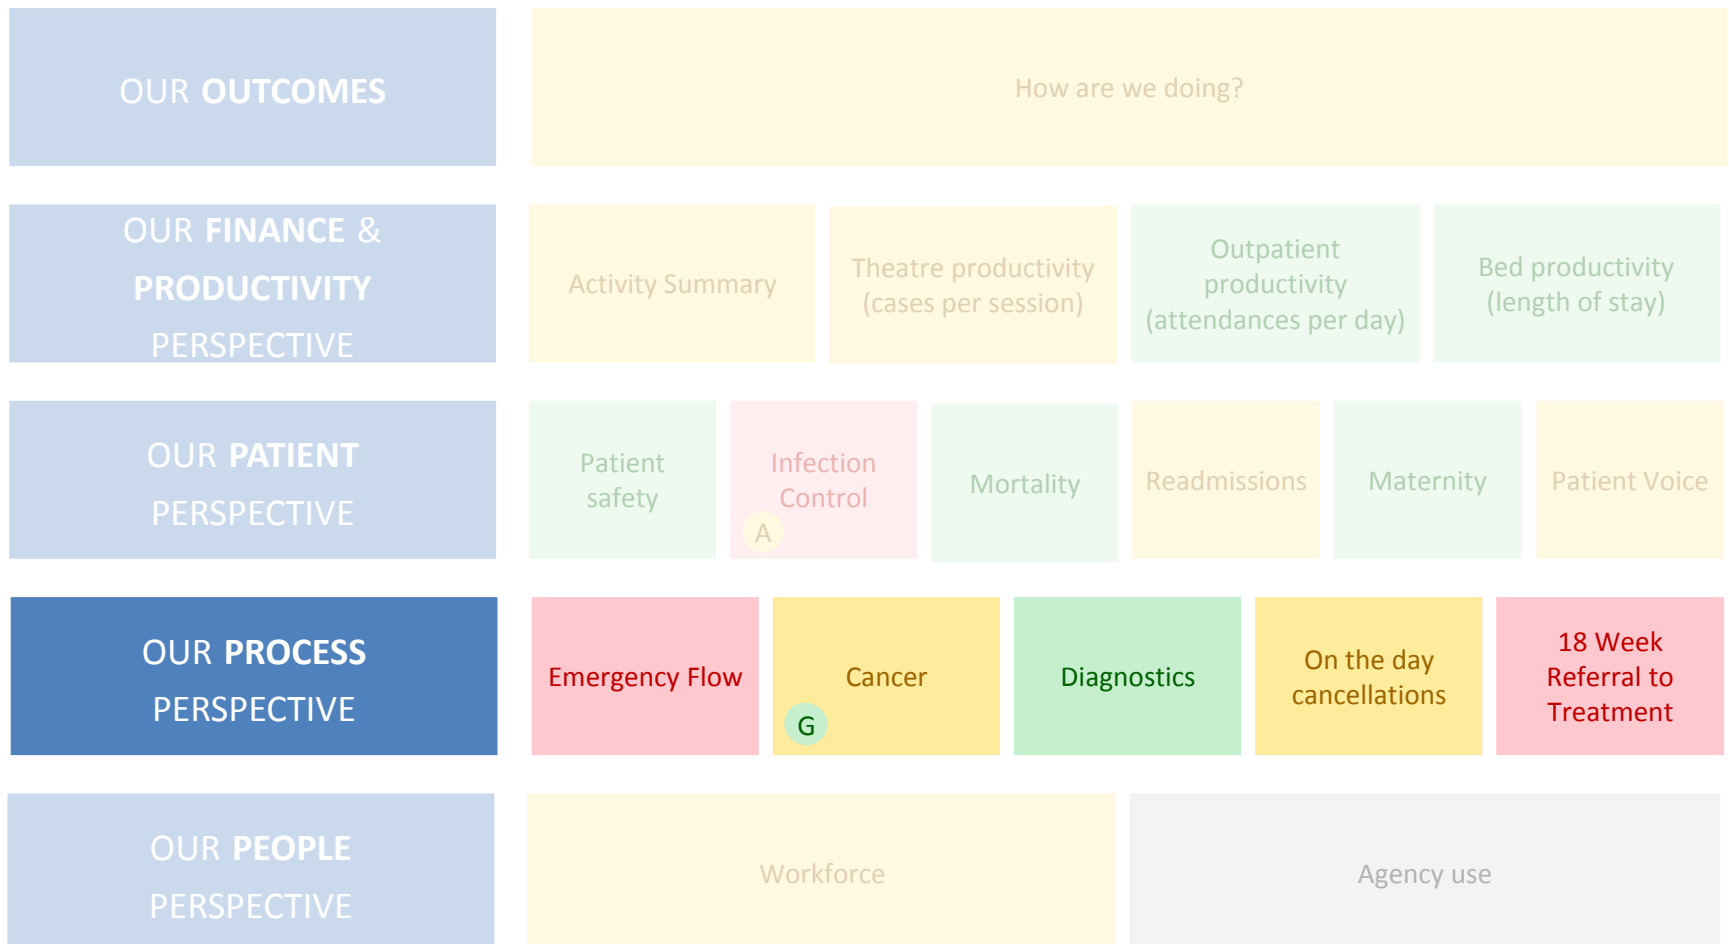 OUR OUTCOMES
How are we doing?
OUR FINANCE &
PRODUCTIVITY
PERSPECTIVE
Activity Summary
Theatre productivity
(cases per session)
Outpatient
productivity
(attendances per day)
Bed productivity
(length of stay)
OUR PATIENT
PERSPECTIVE
Patient
safety
Infection
Control
A
Mortality
Readmissions
Maternity
Patient Voice
OUR PROCESS
PERSPECTIVE
Emergency Flow
Cancer
G
Diagnostics
On the day
cancellations
18 Week
Referral to
Treatment
OUR PEOPLE
PERSPECTIVE
Workforce
Agency use